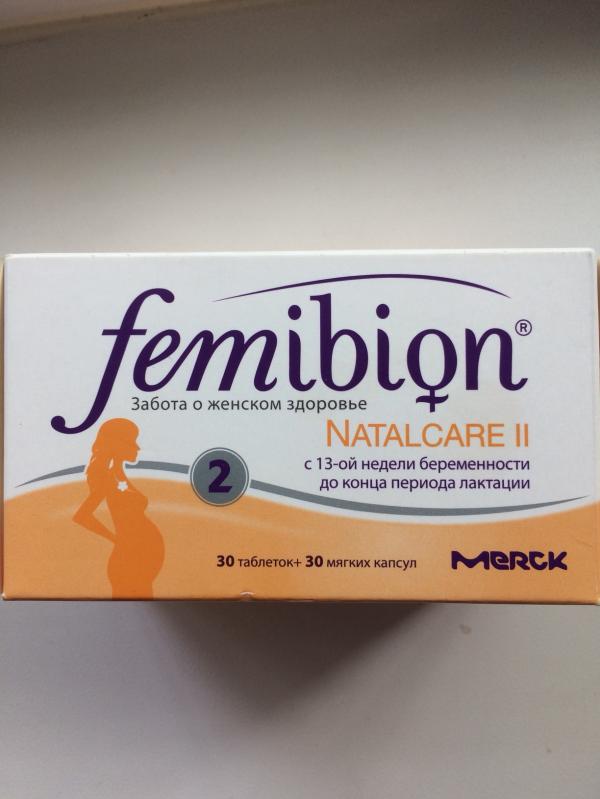 femibion®
Забота о женском здоровье
NATALCARE II
2
с 13-ой недели беременности
до конца периода лактации
30 таблеток+ 30 мягких капсул
MERCK